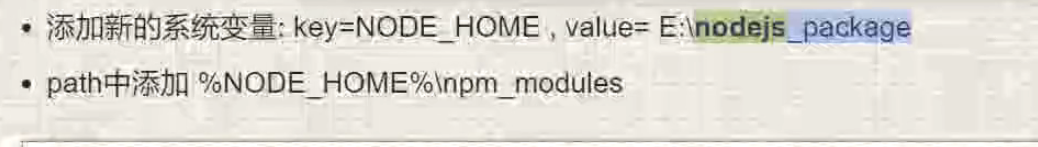 • 添加新的系统变量: key=NODE_HOME , value= E:\nodejs_package
• path中添加 %NODE_HOME%\npm_modules